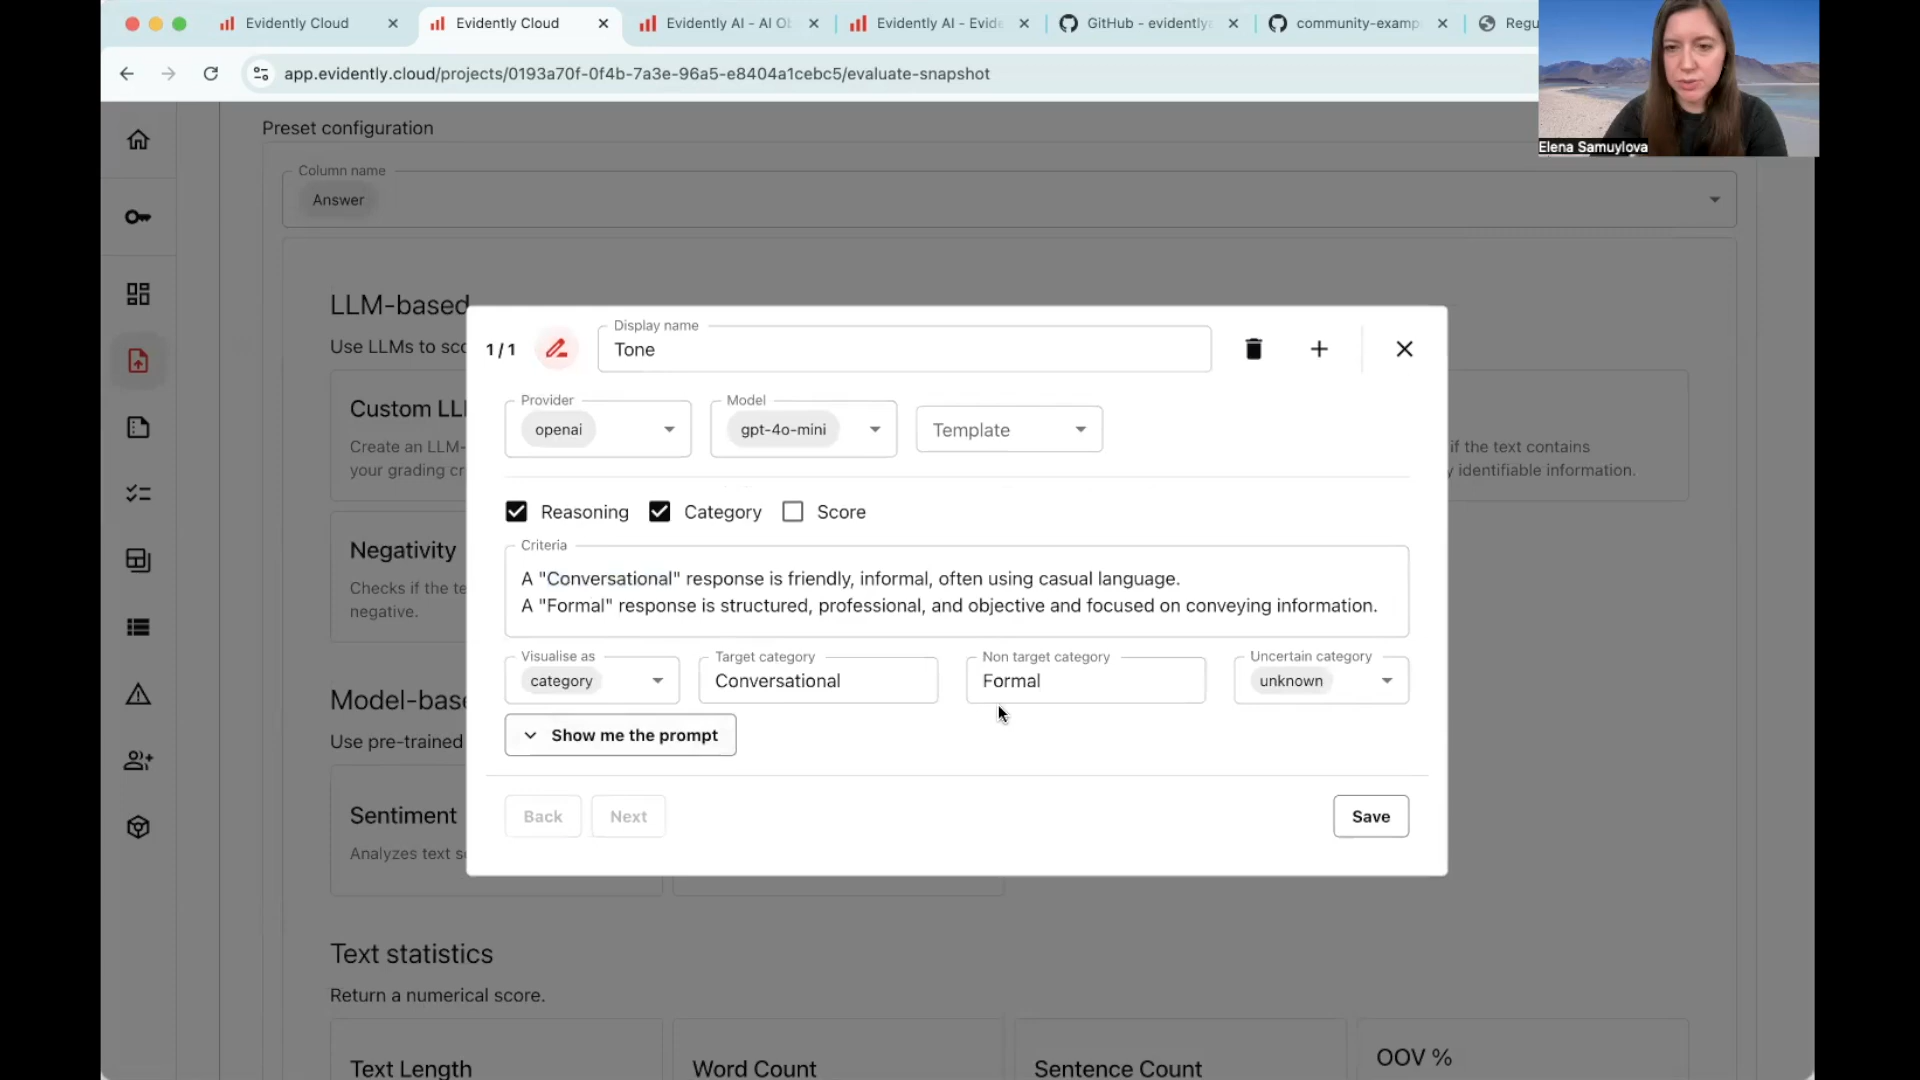 Evidently Cloud
Evidently Cloud
Evidently AI - AI Ob
Evidently AI - Evide
GitHub - evidentlya
community-examp
Regu
app.evidently.cloud/projects/0193a70f-0f4b-7a3e-96a5-e8404a1cebc5/evaluate-snapshot
Elena Samuylova
Preset configuration
Column name
Answer
LLM-based
Use LLMs to sco
Custom LL
Create an LLM-
your grading cr
if the text contains
y identifiable information.
Negativity
Checks if the te
negative.
Model-base
Use pre-trained
Sentiment
Analyzes text s
Text statistics
Return a numerical score.
Text Length
Word Count
Sentence Count
OOV %
1 / 1
Display name
Tone
Provider
openai
Model
gpt-4o-mini
Template
Reasoning
Category
Score
Criteria
A "Conversational" response is friendly, informal, often using casual language.
A "Formal" response is structured, professional, and objective and focused on conveying information.
Visualise as
category
Target category
Conversational
Non target category
Formal
Uncertain category
unknown
Show me the prompt
Back
Next
Save